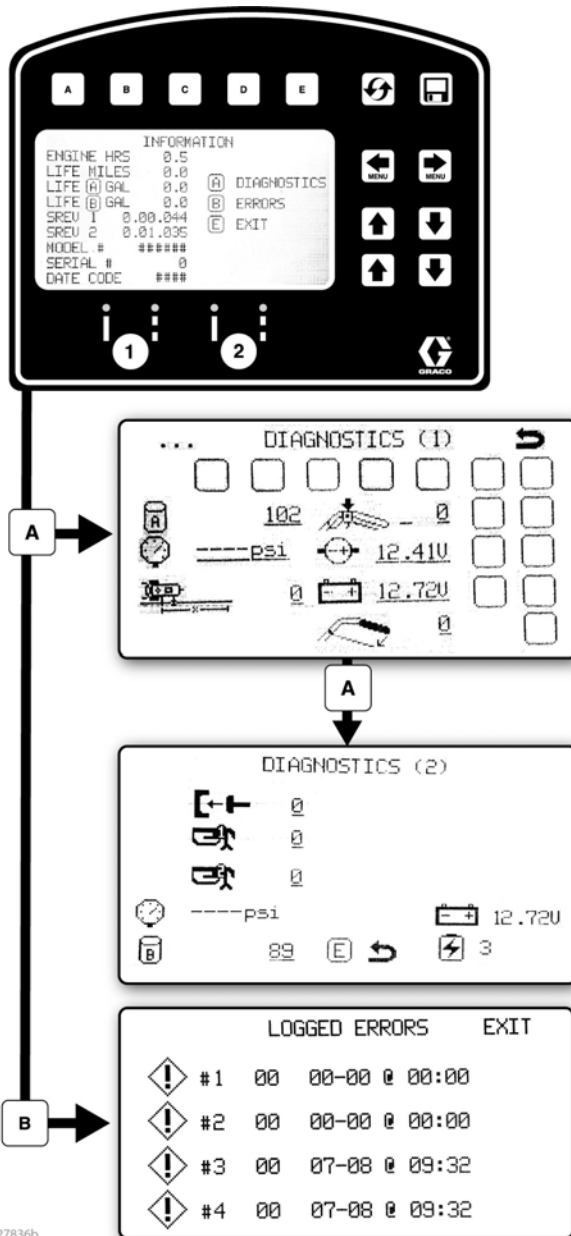 A B C D E
INFORMATION
ENGINE HRS 0.5
LIFE MILES 0.0
LIFE A GAL 0.0
A DIAGNOSTICS
LIFE B GAL 0.0
B ERRORS
SREV 1 0.00.044
E EXIT
SREV 2 0.01.035
MODEL # ######
SERIAL # 0
DATE CODE ####
MENU MENU
1 2
GRACO
A
... DIAGNOSTICS (1)
A 102 0
----psi -+ 12.41V
x 0 - + 12.72V
0
A
DIAGNOSTICS (2)
0
1 0
2 0
----psi - + 12.72V
B 89 E 3
B
LOGGED ERRORS EXIT
! #1 00 00-00 @ 00:00
! #2 00 00-00 @ 00:00
! #3 00 07-08 @ 09:32
! #4 00 07-08 @ 09:32